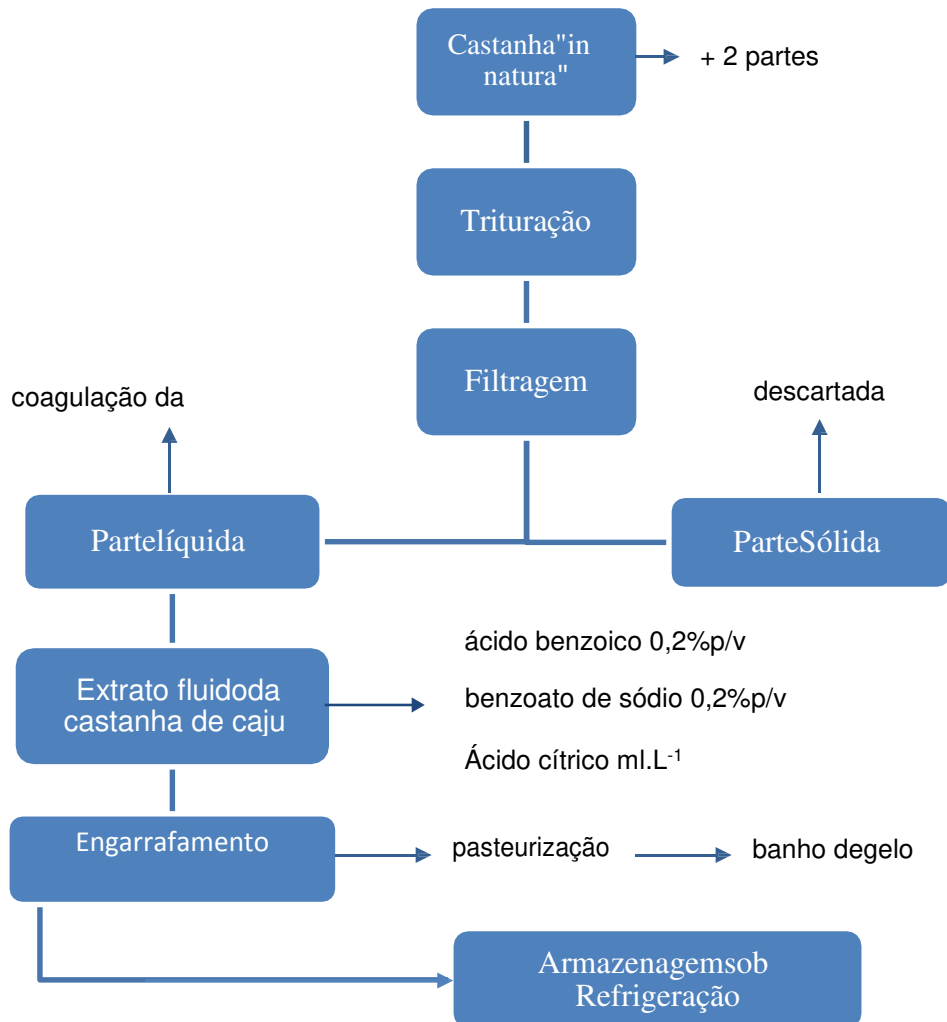 Castanha"in
natura"
+ 2 partes
Trituração
Filtragem
coagulação da
descartada
Partelíquida
ParteSólida
Extrato fluidoda
castanha de caju
ácido benzoico 0,2%p/v
benzoato de sódio 0,2%p/v
Ácido cítrico ml.L⁻¹
Engarrafamento
pasteurização
banho degelo
Armazenagemsob
Refrigeração